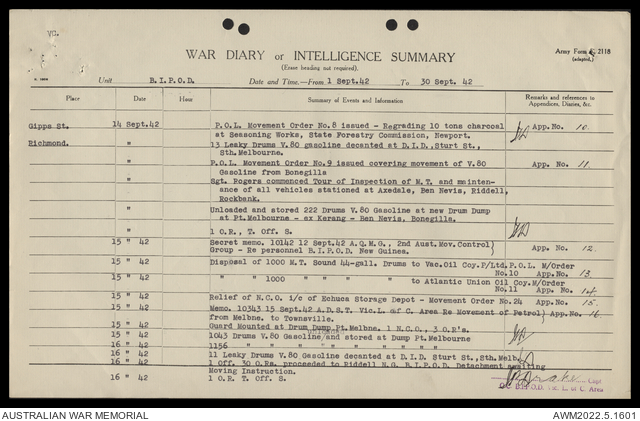 VC.
WAR DIARY or INTELLIGENCE SUMMARY
(Erase heading not required).
Army Form C. 2118
(adapted.)
Unit B.I.P.O.D. Date and Time.—From 1 Sept.42 To 30 Sept. 42
Place Date Hour Summary of Events and Information Remarks and references to Appendices, Diaries, &c.
Gipps St. 14 Sept.42 P.O.L. Movement Order No.8 issued - Regrading 10 tons charcoal App.No. 10.
at Seasoning Works, State Forestry Commission, Newport.
Richmond. " 13 Leaky Drums V.80 gasoline decanted at D.I.D.,Sturt St.,
Sth.Melbourne.
" P.O.L. Movement Order No.9 issued covering movement of V.80 App.No. 11.
Gasoline from Bonegilla
" Sgt. Rogers commenced Tour of Inspection of M.T. and mainten-
ance of all vehicles stationed at Axedale, Ben Nevis, Riddell,
Rockbank.
" Unloaded and stored 222 Drums V.80 Gasoline at new Drum Dump
at Pt.Melbourne - ex Kerang - Ben Nevis, Bonegilla.
" 1 O.R., T. Off. S.
15 " 42 Secret memo. 10142 12 Sept.42 A.Q.M.G., 2nd Aust.Mov.Control)
Group - Re personnel B.I.P.O.D. New Guinea. App. No. 12.
15 " 42 Disposal of 1000 M.T. Sound 44-gall. Drums to Vac.Oil Coy.P/Ltd.P.O.L. M/Order
No.10 App. No. 13.
15 " 42 " " 1000 " " " to Atlantic Union Oil Coy.M/Order
No.11 App. No. 14.
15 " 42 Relief of N.C.O. i/c of Echuca Storage Depot - Movement Order No.24 App.No. 15.
15 " 42 Memo. 10343 15 Sept.42 A.D.S.T. Vic.L. of C. Area Re Movement of Petrol) App.No. 16.
from Melbne. to Townsville.
15 " 42 Guard Mounted at Drum Dump Pt.Melbne. 1 N.C.O., 3 O.R's.
15 " 42 1043 Drums V.80 Gasoline/and stored at Dump Pt.Melbourne
16 " 42 1156 " " " " " " " "
16 " 42 11 Leaky Drums V.80 Gasoline decanted at D.I.D. Sturt St.,Sth.Melb.
16 " 42 1 Off. 30 O.Rs. proceeded to Riddell N.G. B.I.P.O.D. Detachment awaiting
Moving Instruction.
16 " 42 1 O.R. T. Off. S.
Capt
O.C. B.I.P.O.D. Vic. L. of C. Area
AUSTRALIAN WAR MEMORIAL
AWM2022.5.1601